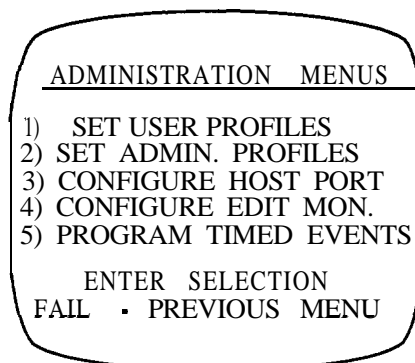 ADMINISTRATION MENUS
1) SET USER PROFILES
2) SET ADMIN. PROFILES
3) CONFIGURE HOST PORT
4) CONFIGURE EDIT MON.
5) PROGRAM TIMED EVENTS
ENTER SELECTION
FAIL - PREVIOUS MENU